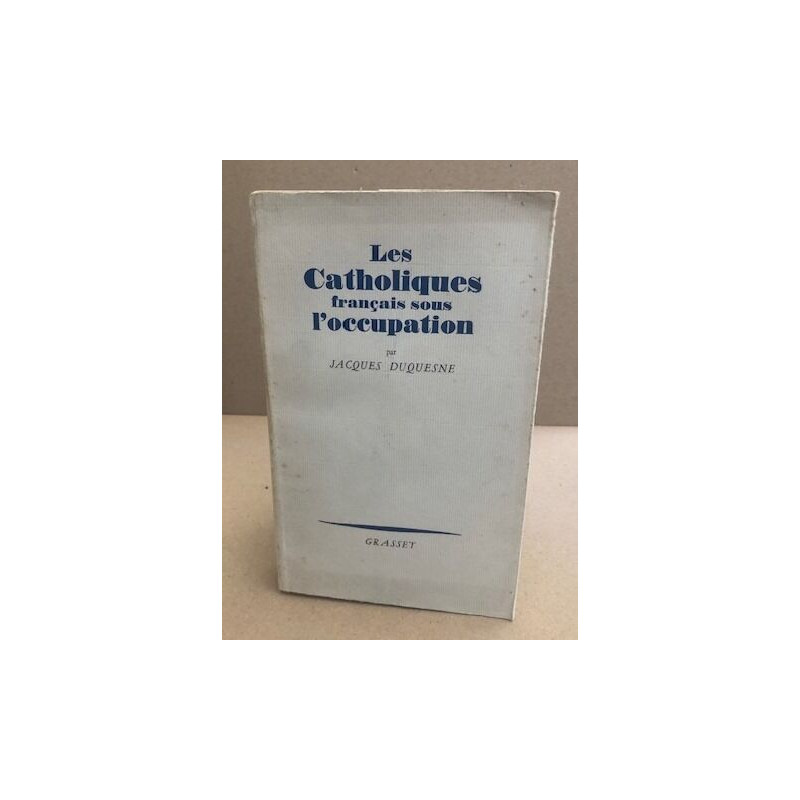 Les
Catholiques
français sous
l'occupation
par
JACQUES DUQUESNE
GRASSET